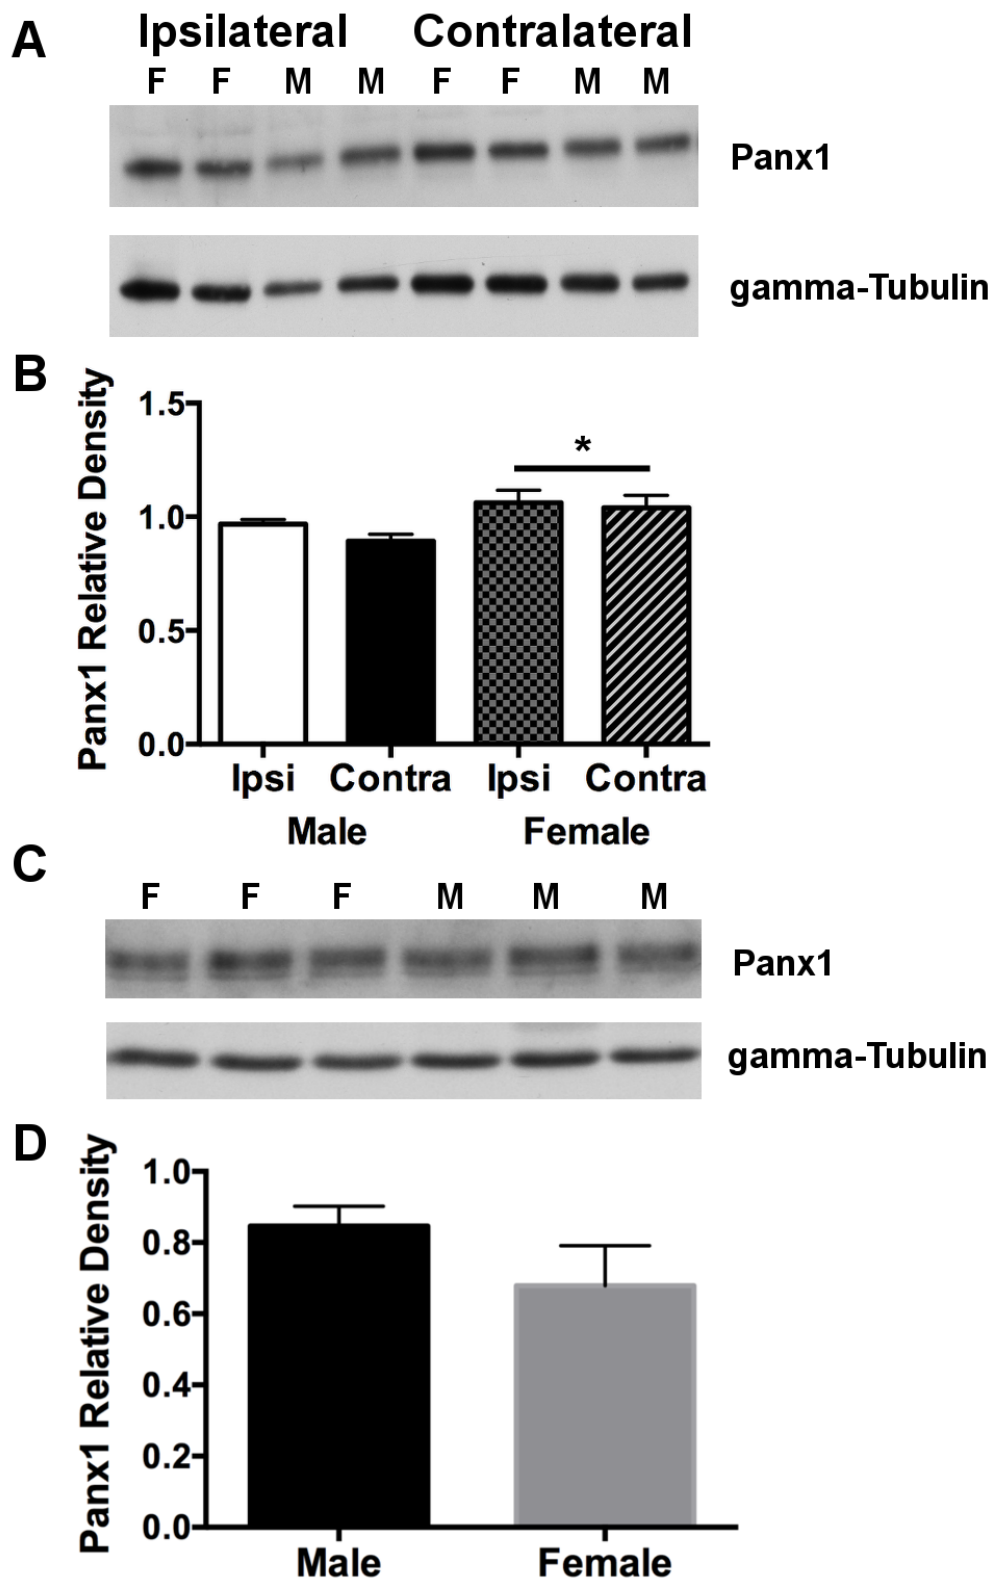 A
Ipsilateral Contralateral
F F M M F F M M
Panx1
gamma-Tubulin
B
Panx1 Relative Density
1.5
*
1.0
0.5
0.0
Ipsi Contra Ipsi Contra
Male Female
C
F F F M M M
Panx1
gamma-Tubulin
D
Panx1 Relative Density
1.0
0.8
0.6
0.4
0.2
0.0
Male Female